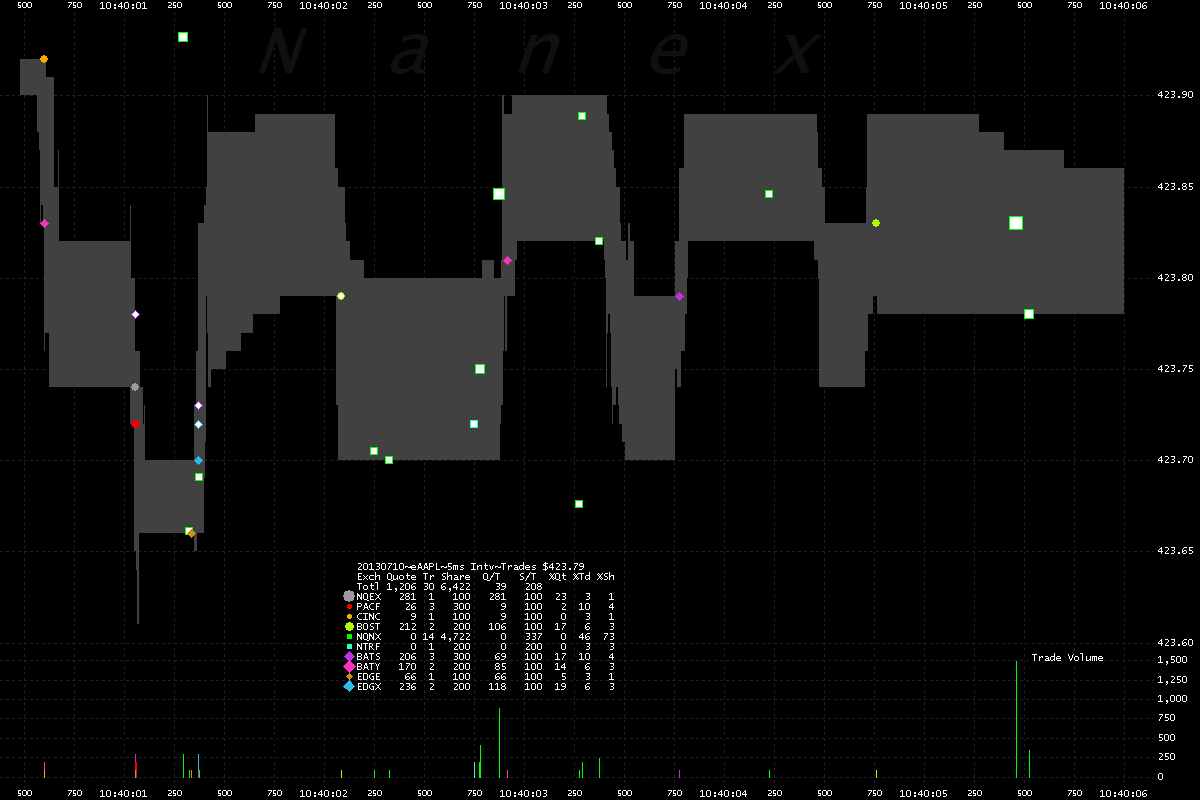 500 750 10:40:01 250 500 750 10:40:02 250 500 750 10:40:03 250 500 750 10:40:04 250 500 750 10:40:05 250 500 750 10:40:06
N a n e x
423.90
423.85
423.80
423.75
423.70
423.65
423.60
20130710~eAAPL~5ms Intv~Trades $423.79
Exch Quote Tr Share Q/T S/T %Qt %Td %Sh
Totl 1,206 30 6,422 39 208
NQEX 281 1 100 281 100 23 3 1
PACF 26 3 300 9 100 2 10 4
CINC 9 1 100 9 100 0 3 1
BOST 212 2 200 106 100 17 6 3
NQNX 0 14 4,722 0 337 0 46 73
NTRF 0 1 200 0 200 0 3 3
BATS 206 3 300 69 100 17 10 4
BATY 170 2 200 85 100 14 6 3
EDGE 66 1 100 66 100 5 3 1
EDGX 236 2 200 118 100 19 6 3
Trade Volume
1,500
1,250
1,000
750
500
250
0
500 750 10:40:01 250 500 750 10:40:02 250 500 750 10:40:03 250 500 750 10:40:04 250 500 750 10:40:05 250 500 750 10:40:06